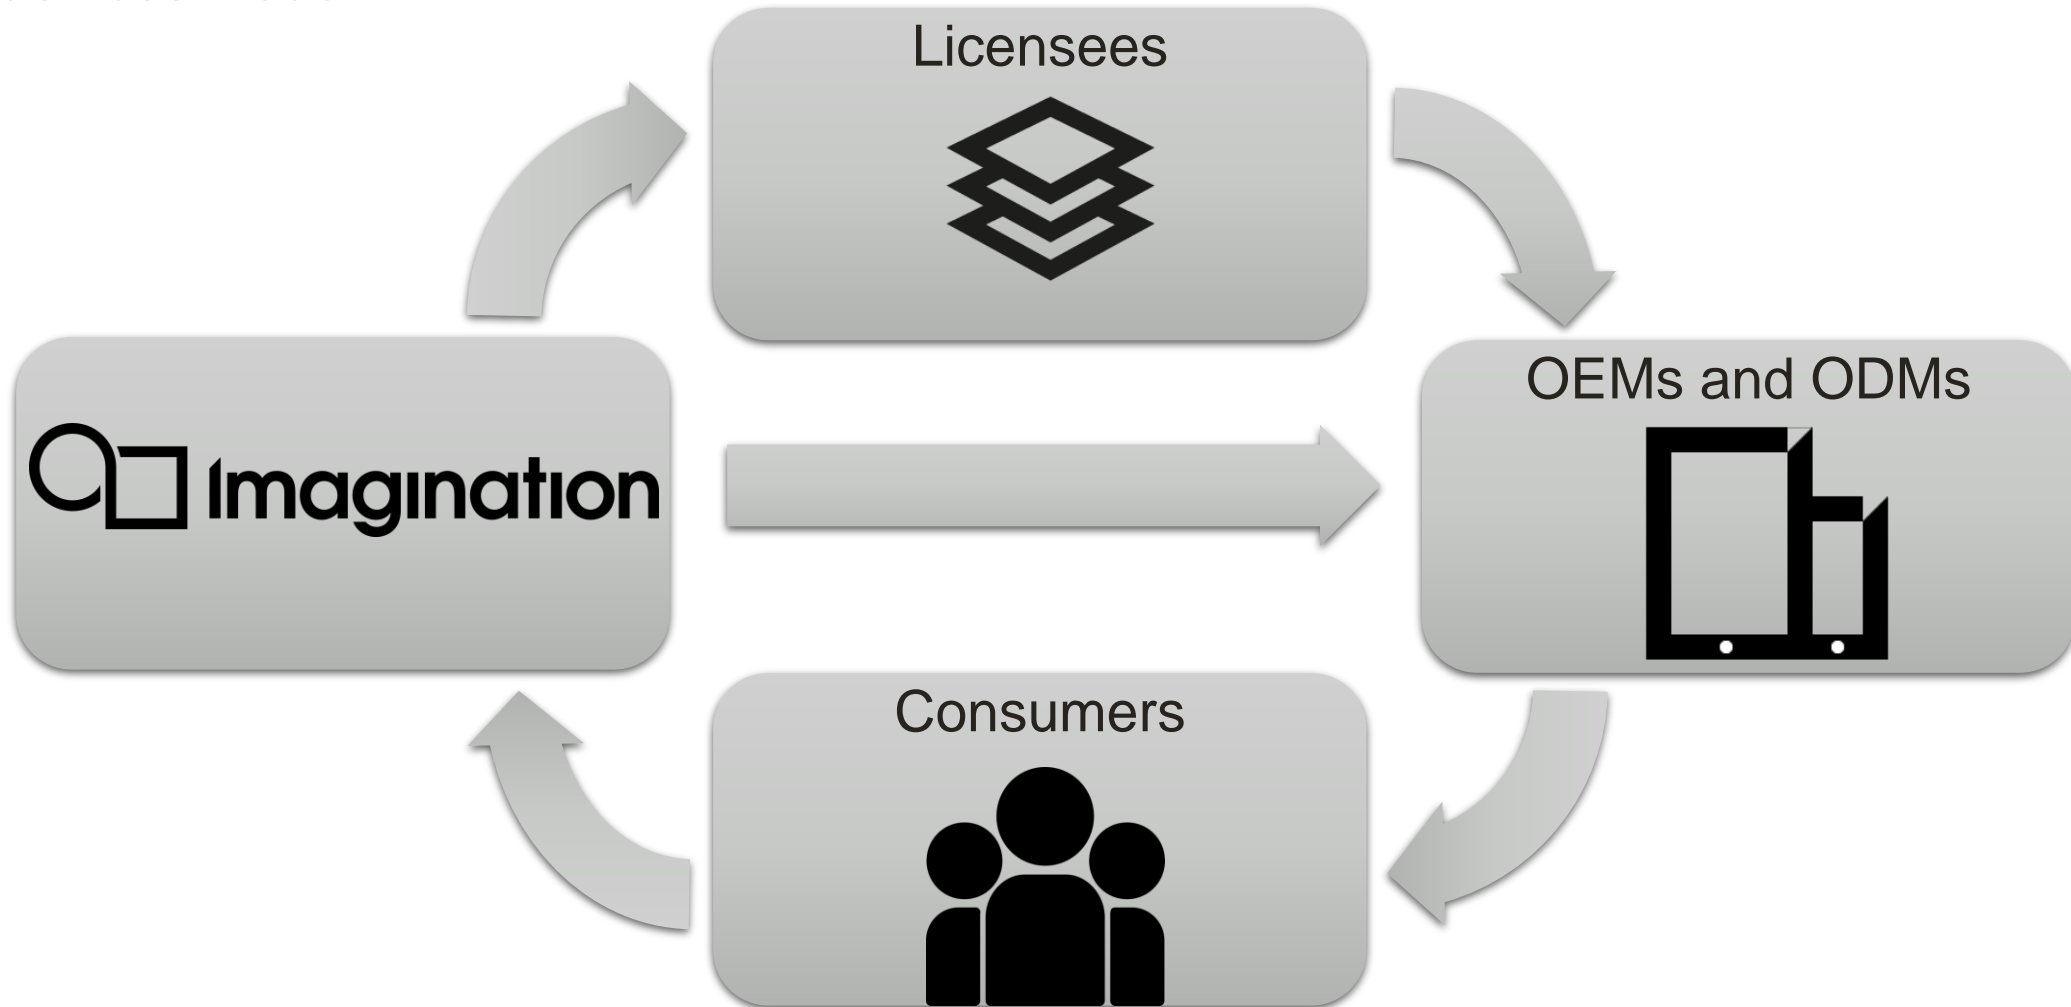 Licensees
Imagination
OEMs and ODMs
Consumers